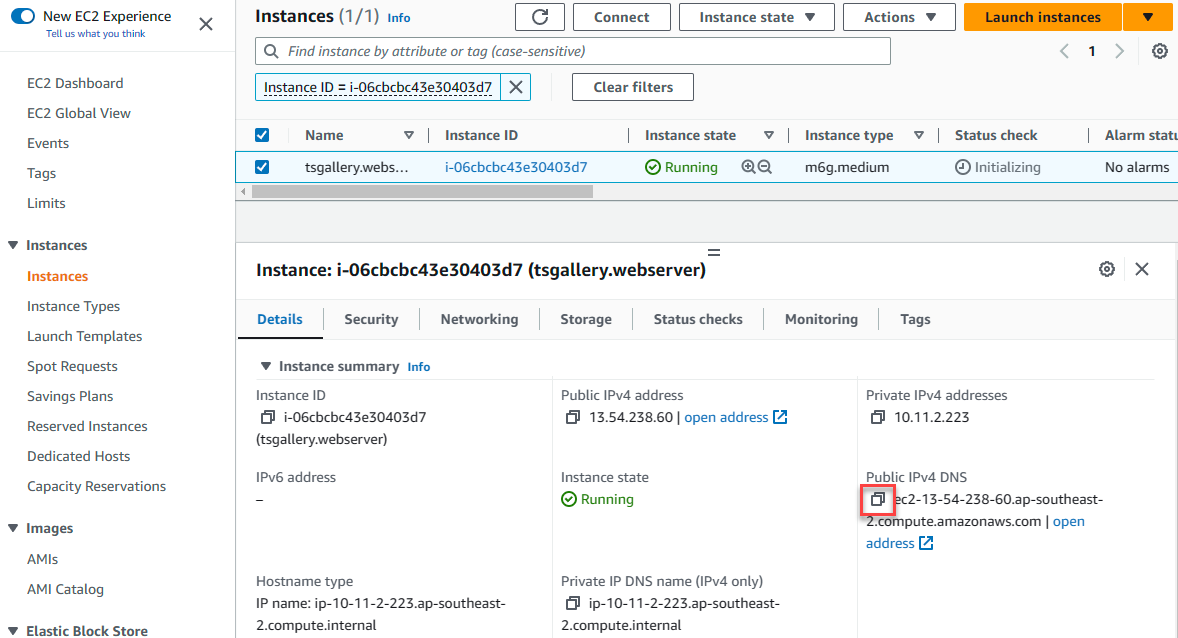 New EC2 Experience
Tell us what you think
EC2 Dashboard
EC2 Global View
Events
Tags
Limits
Instances
Instances
Instance Types
Launch Templates
Spot Requests
Savings Plans
Reserved Instances
Dedicated Hosts
Capacity Reservations
Images
AMIs
AMI Catalog
Elastic Block Store
Instances (1/1) Info
Connect
Instance state
Actions
Launch instances
Find instance by attribute or tag (case-sensitive)
1
Instance ID = i-06cbcbc43e30403d7
Clear filters
Name Instance ID Instance state Instance type Status check Alarm statu
tsgallery.webs... i-06cbcbc43e30403d7 Running m6g.medium Initializing No alarms
Instance: i-06cbcbc43e30403d7 (tsgallery.webserver)
Details Security Networking Storage Status checks Monitoring Tags
Instance summary Info
Instance ID
i-06cbcbc43e30403d7
(tsgallery.webserver)
Public IPv4 address
13.54.238.60 | open address
Private IPv4 addresses
10.11.2.223
IPv6 address
–
Instance state
Running
Public IPv4 DNS
ec2-13-54-238-60.ap-southeast-
2.compute.amazonaws.com | open
address
Hostname type
IP name: ip-10-11-2-223.ap-southeast-
2.compute.internal
Private IP DNS name (IPv4 only)
ip-10-11-2-223.ap-southeast-
2.compute.internal